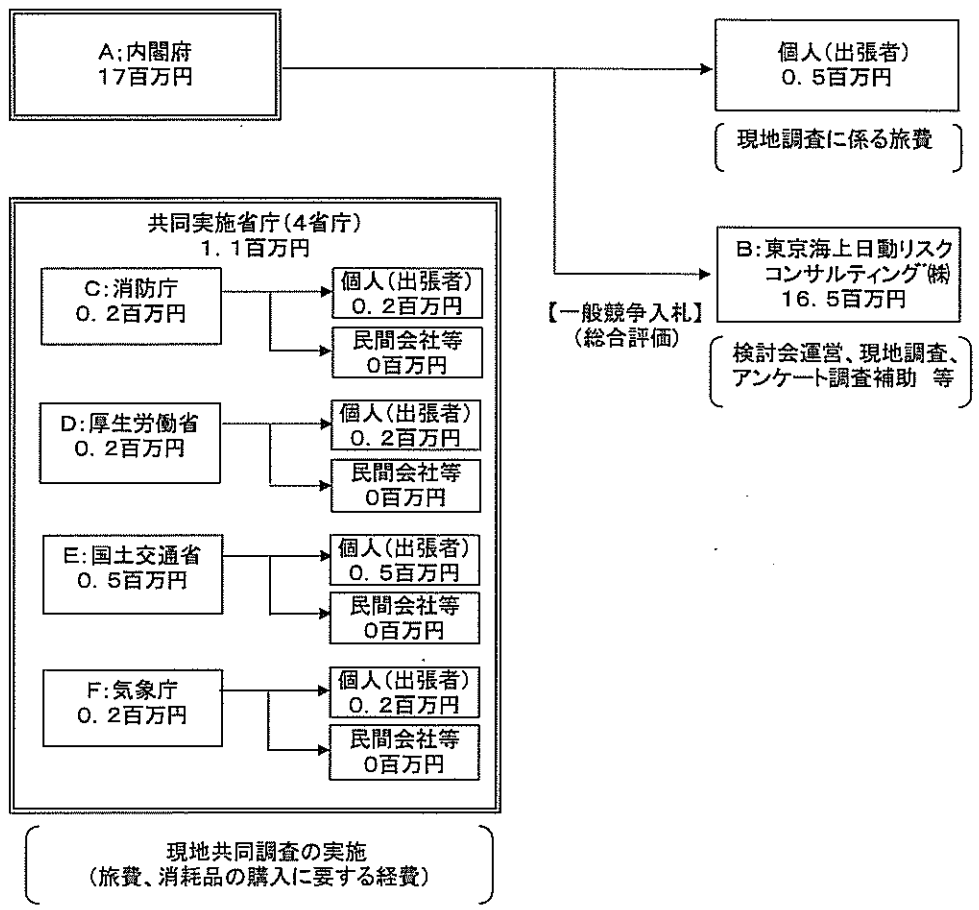 A;内閣府
17百万円
個人(出張者)
0.5百万円
現地調査に係る旅費
B:東京海上日動リスク
コンサルティング㈱
16.5百万円
【一般競争入札】
(総合評価)
検討会運営、現地調査、
アンケート調査補助 等
共同実施省庁(4省庁)
1.1百万円
C:消防庁
0.2百万円
個人(出張者)
0.2百万円
民間会社等
0百万円
D:厚生労働省
0.2百万円
個人(出張者)
0.2百万円
民間会社等
0百万円
E:国土交通省
0.5百万円
個人(出張者)
0.5百万円
民間会社等
0百万円
F:気象庁
0.2百万円
個人(出張者)
0.2百万円
民間会社等
0百万円
現地共同調査の実施
(旅費、消耗品の購入に要する経費)